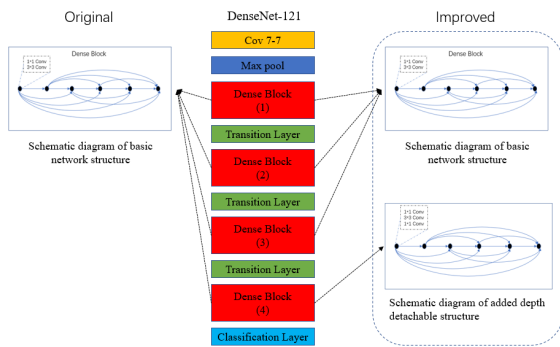 Original
DenseNet-121
Improved
Dense Block
1*1 Conv
3*3 Conv
Schematic diagram of basic
network structure
Cov 7-7
Max pool
Dense Block
(1)
Transition Layer
Dense Block
(2)
Transition Layer
Dense Block
(3)
Transition Layer
Dense Block
(4)
Classification Layer
Dense Block
1*1 Conv
3*3 Conv
Schematic diagram of basic
network structure
1*1 Conv
3*3 Conv
1*1 Conv
Schematic diagram of added depth
detachable structure